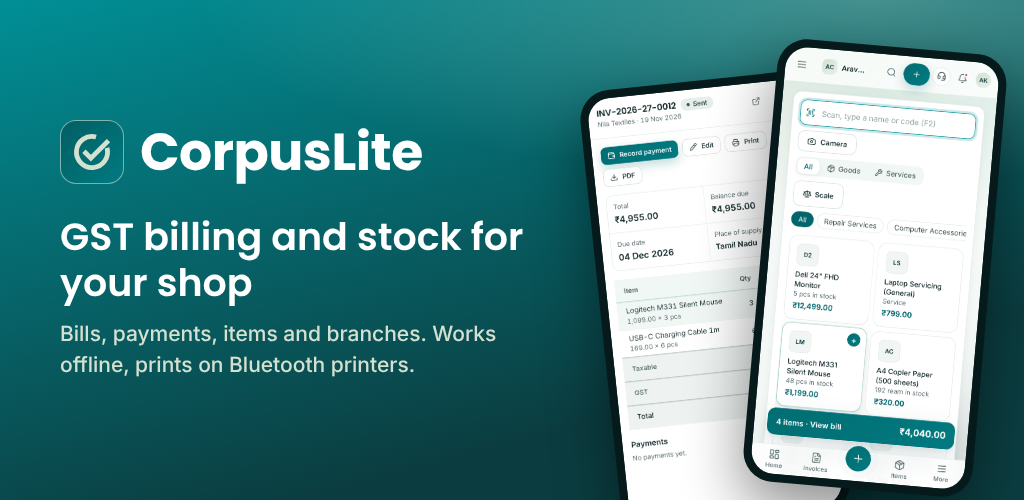 CorpusLite
GST billing and stock for
your shop
Bills, payments, items and branches. Works
offline, prints on Bluetooth printers.
INV-2026-27-0012 Sent
Nila Textiles · 19 Nov 2026
Record payment Edit Print
PDF
Total
₹4,955.00
Balance due
₹4,955.00
Due date
04 Dec 2026
Place of supply
Tamil Nadu
Item Qty
Logitech M331 Silent Mouse 3
1,099.00 × 3 pcs
USB-C Charging Cable 1m
169.00 × 6 pcs
Taxable
GST
Total
Payments
No payments yet.
AC Arav... AK
Scan, type a name or code (F2)
Camera
All Goods Services
Scale
All Repair Services Computer Accessorie
D2
Dell 24" FHD
Monitor
5 pcs in stock
₹12,499.00
LS
Laptop Servicing
(General)
Service
₹799.00
LM
Logitech M331
Silent Mouse
48 pcs in stock
₹1,199.00
AC
A4 Copier Paper
(500 sheets)
192 ream in stock
₹320.00
4 items · View bill ₹4,040.00
Home Invoices Items More